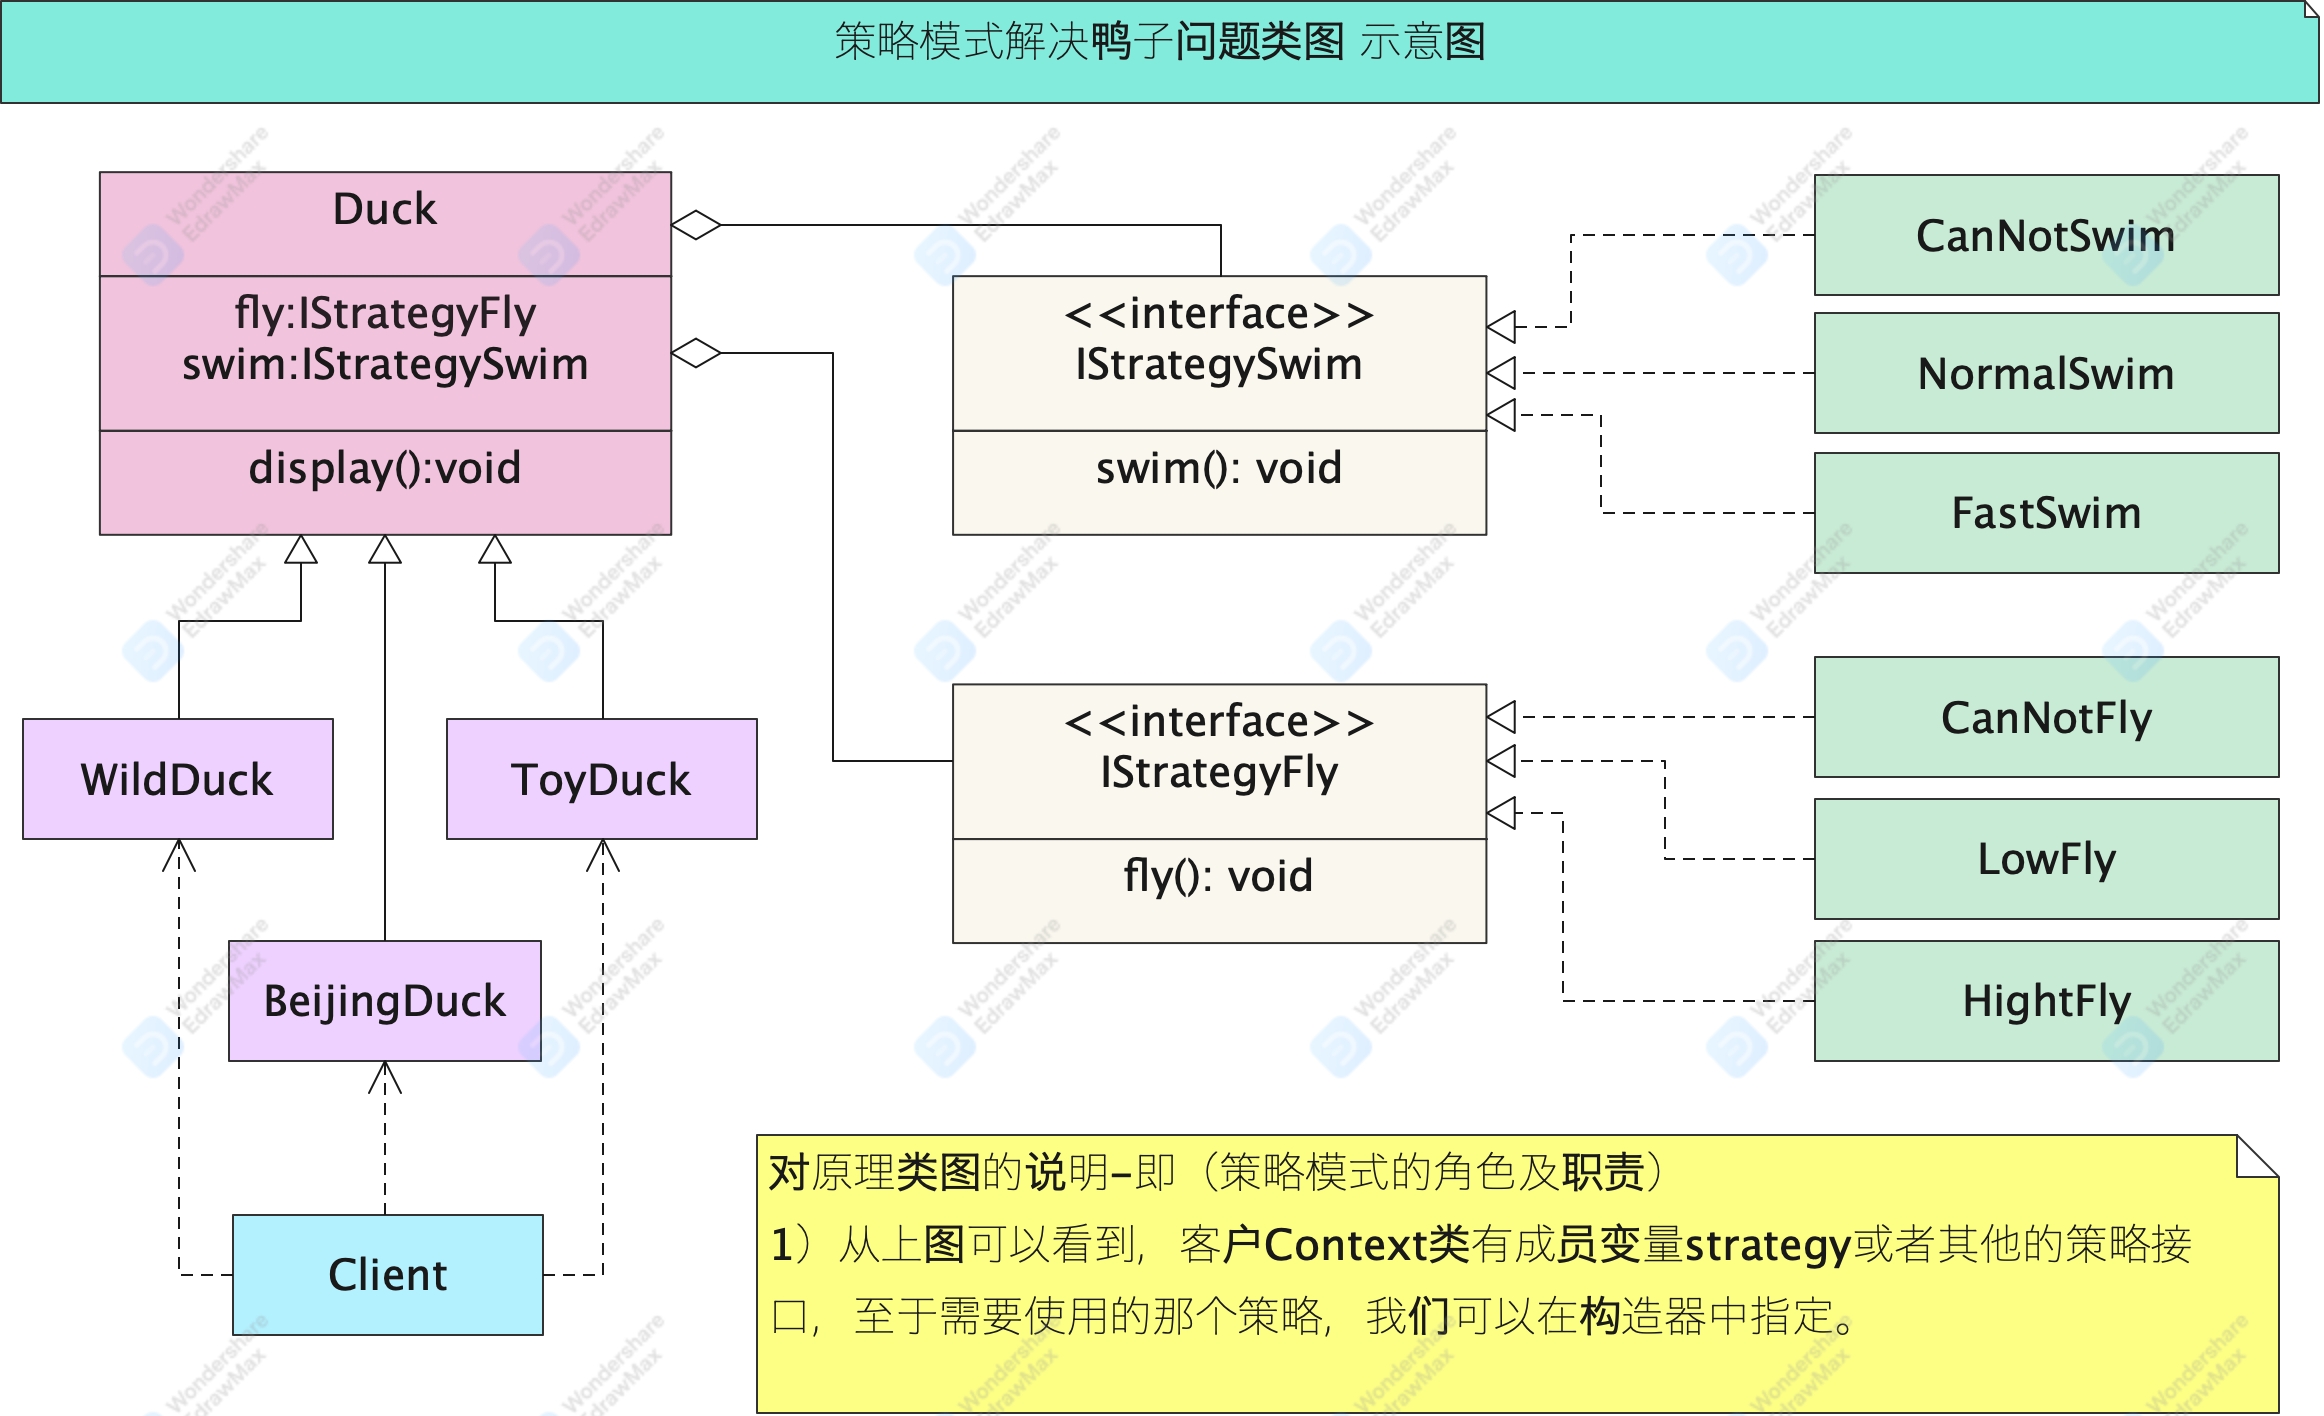 策略模式解决鸭子问题类图 示意图
Duck
fly:IStrategyFly
swim:IStrategySwim
display():void
<<interface>>
IStrategySwim
swim(): void
CanNotSwim
NormalSwim
FastSwim
<<interface>>
IStrategyFly
fly(): void
CanNotFly
LowFly
HightFly
WildDuck
ToyDuck
BeijingDuck
Client
对原理类图的说明-即（策略模式的角色及职责）
1）从上图可以看到，客户Context类有成员变量strategy或者其他的策略接
口，至于需要使用的那个策略，我们可以在构造器中指定。
Wondershare
EdrawMax